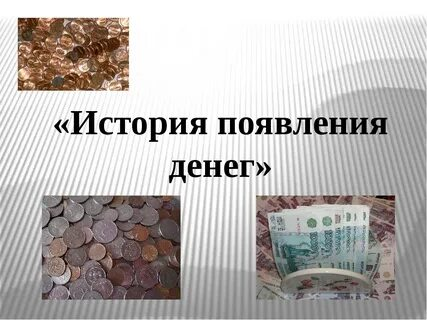 «История появления
денег»